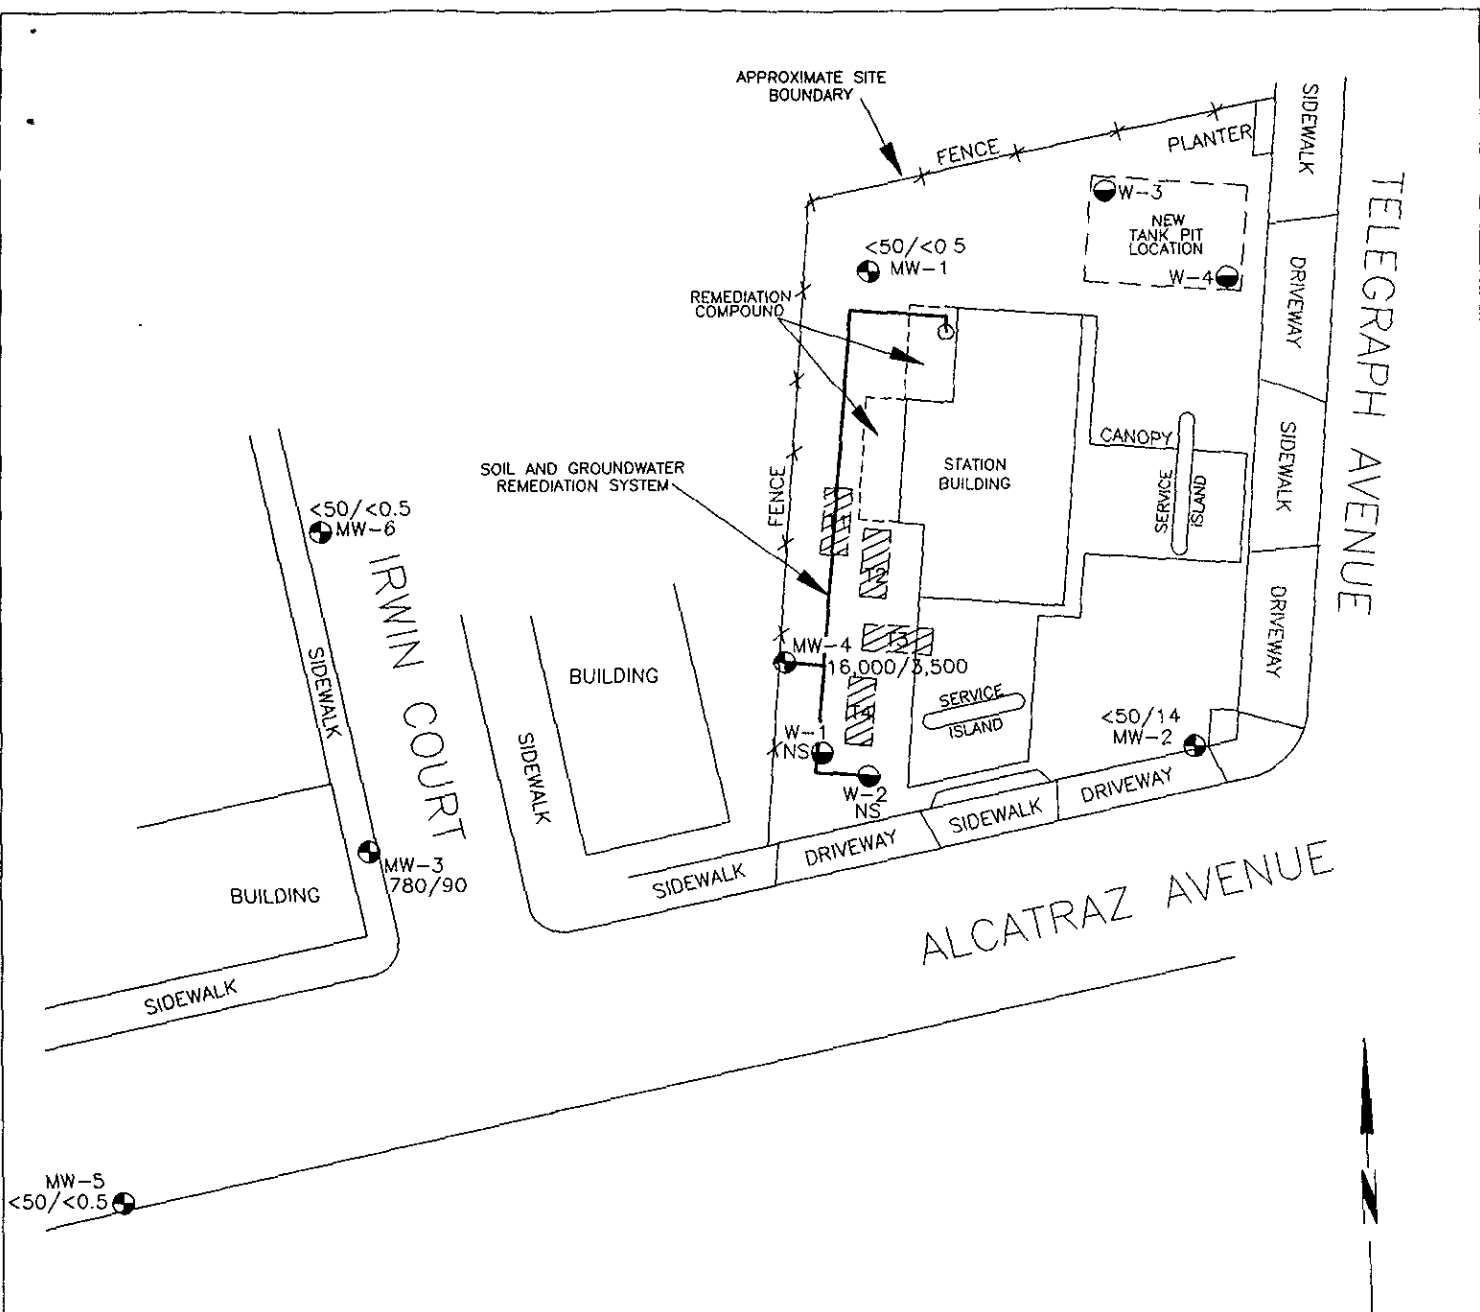 APPROXIMATE SITE
BOUNDARY
FENCE
PLANTER
SIDEWALK
W-3
NEW
TANK PIT
LOCATION
W-4
<50/<0 5
MW-1
REMEDIATION
COMPOUND
DRIVEWAY
TELEGRAPH AVENUE
CANOPY
SIDEWALK
SERVICE
ISLAND
STATION
BUILDING
SOIL AND GROUNDWATER
REMEDIATION SYSTEM
FENCE
<50/<0.5
MW-6
IRWIN COURT
T2
DRIVEWAY
T3
MW-4
16,000/3,500
BUILDING
SIDEWALK
SERVICE
ISLAND
T4
<50/14
MW-2
W-1
NS
W-2
NS
SIDEWALK
DRIVEWAY
SIDEWALK
DRIVEWAY
SIDEWALK
MW-3
780/90
BUILDING
ALCATRAZ AVENUE
SIDEWALK
MW-5
<50/<0.5
N